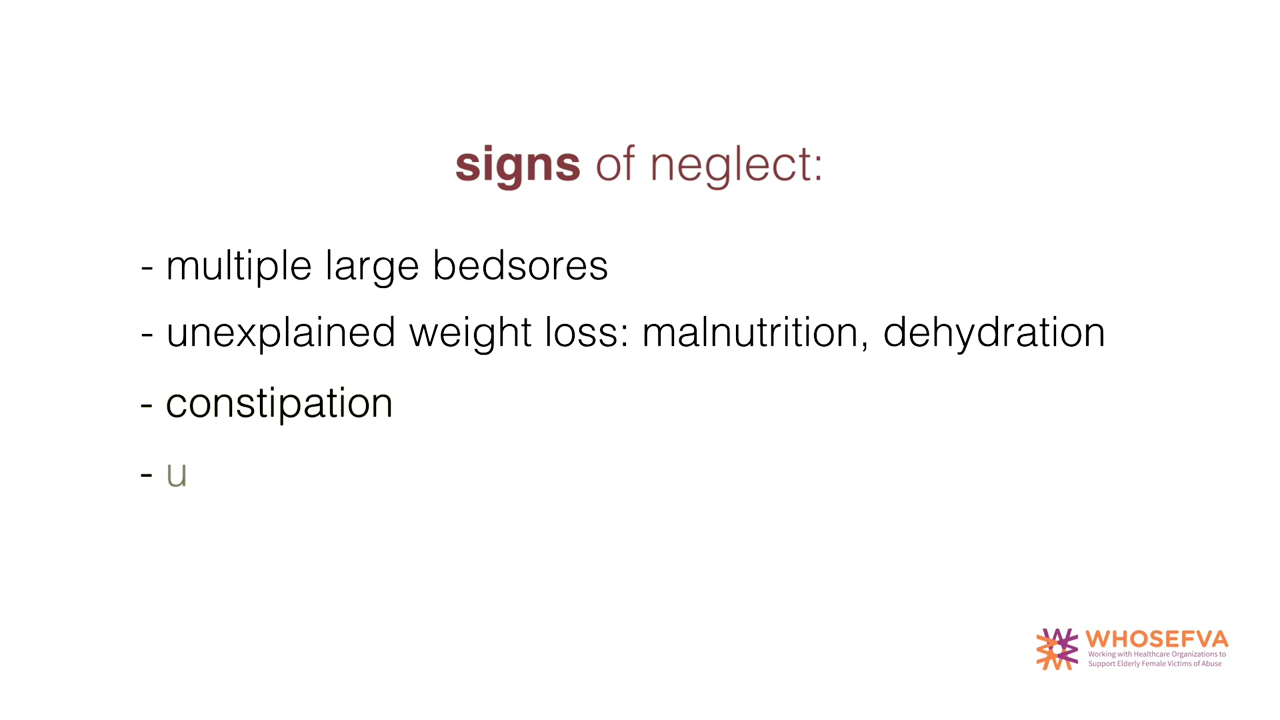 signs of neglect:
- multiple large bedsores
- unexplained weight loss: malnutrition, dehydration
- constipation
- u
WHOSEFVA
Working with Healthcare Organizations to
Support Elderly Female Victims of Abuse